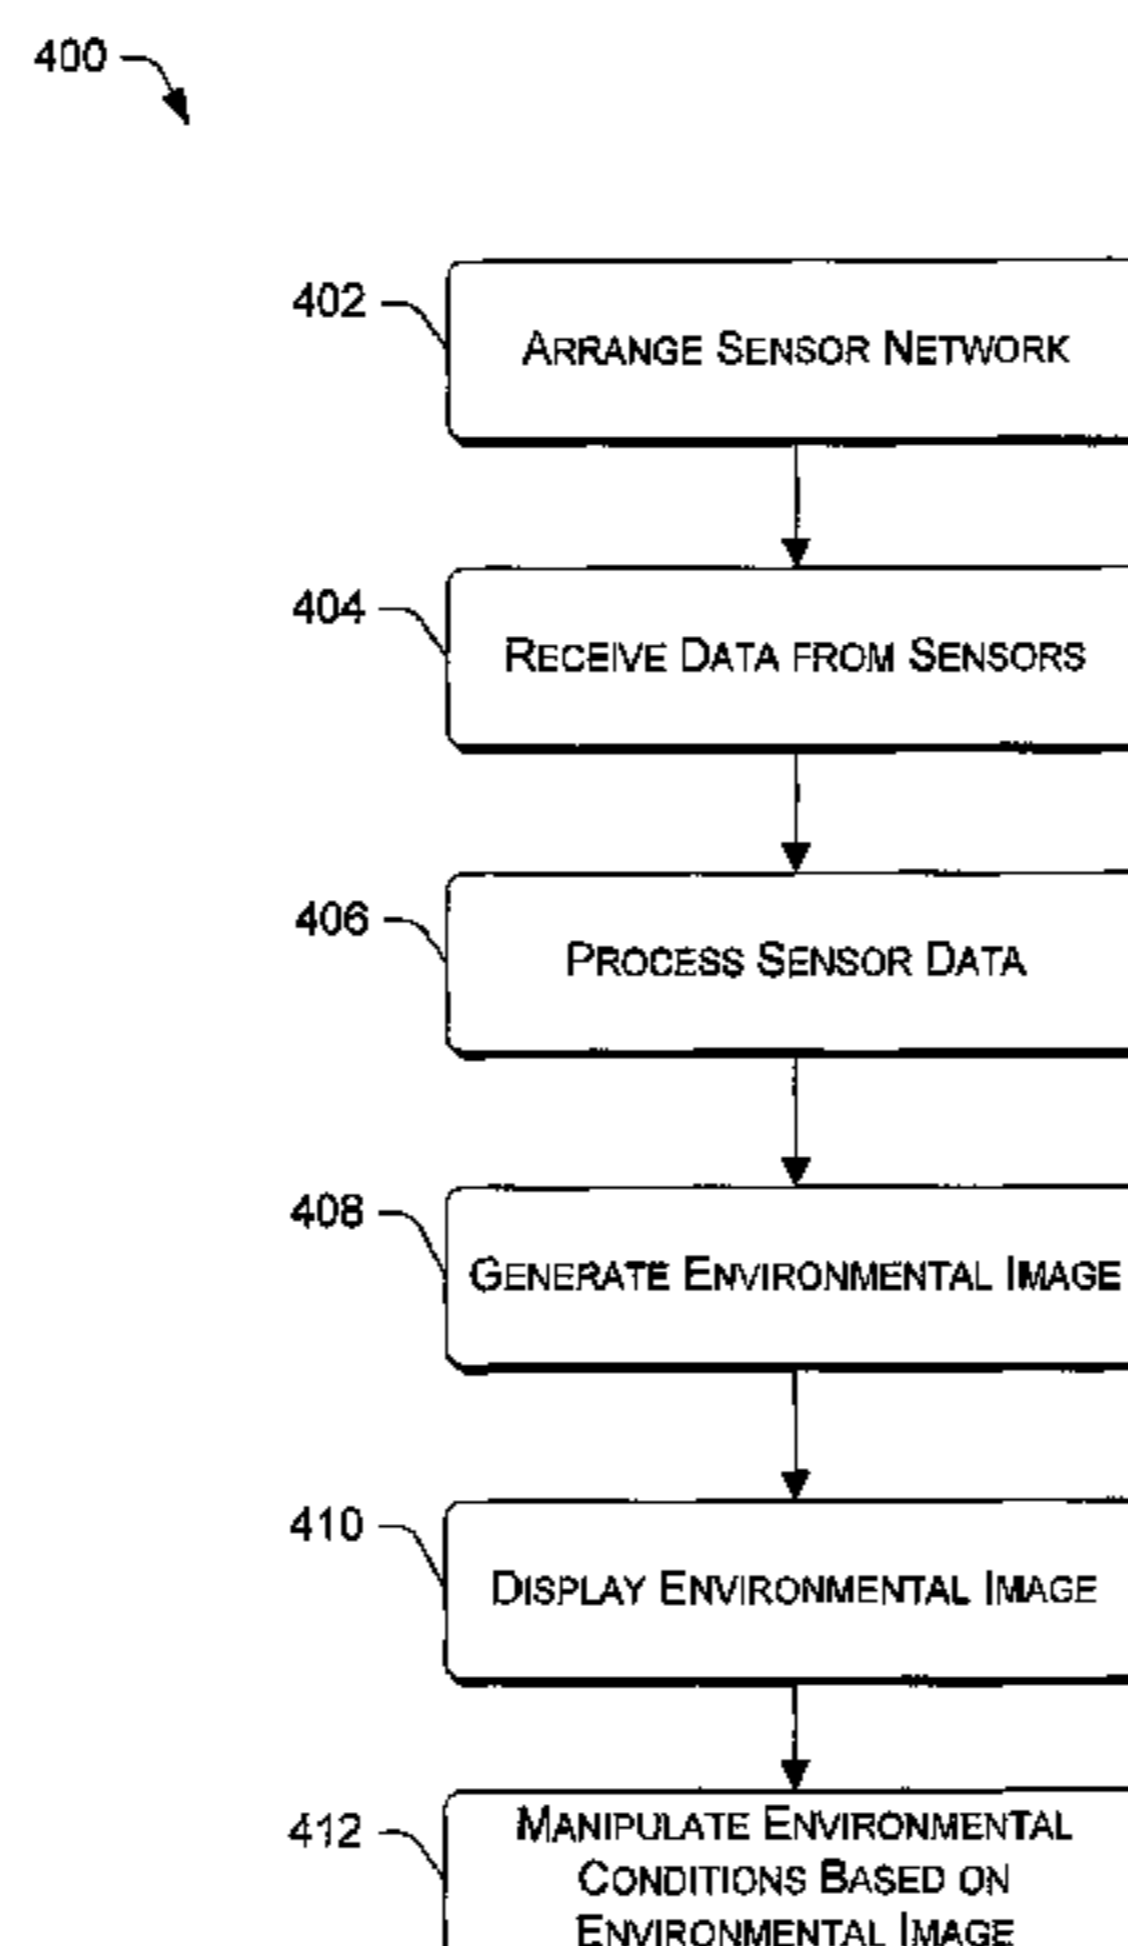 400
402
ARRANGE SENSOR NETWORK
404
RECEIVE DATA FROM SENSORS
406
PROCESS SENSOR DATA
408
GENERATE ENVIRONMENTAL IMAGE
410
DISPLAY ENVIRONMENTAL IMAGE
412
MANIPULATE ENVIRONMENTAL
CONDITIONS BASED ON
ENVIRONMENTAL IMAGE